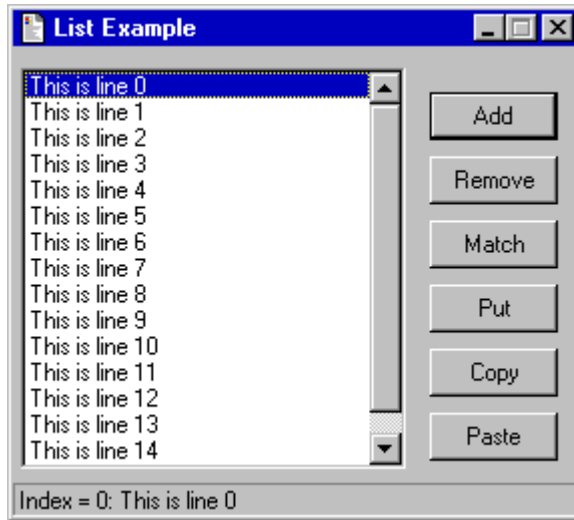 List Example
This is line 0
This is line 1
This is line 2
This is line 3
This is line 4
This is line 5
This is line 6
This is line 7
This is line 8
This is line 9
This is line 10
This is line 11
This is line 12
This is line 13
This is line 14
Add
Remove
Match
Put
Copy
Paste
Index = 0: This is line 0